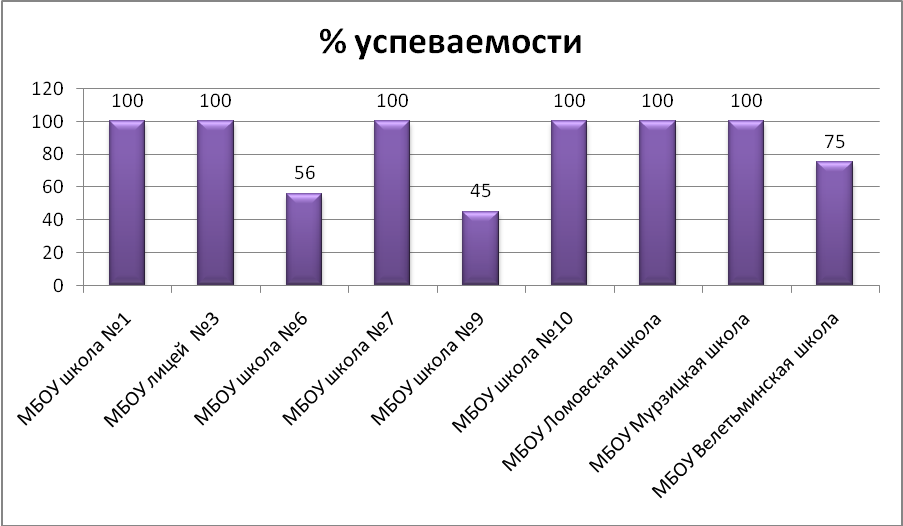 % успеваемости
120
100
80
60
40
20
0
100
100
56
100
45
100
100
100
75
МБОУ школа №1
МБОУ лицей №3
МБОУ школа №6
МБОУ школа №7
МБОУ школа №9
МБОУ школа №10
МБОУ Ломовская школа
МБОУ Мурзицкая школа
МБОУ Велетьминская школа